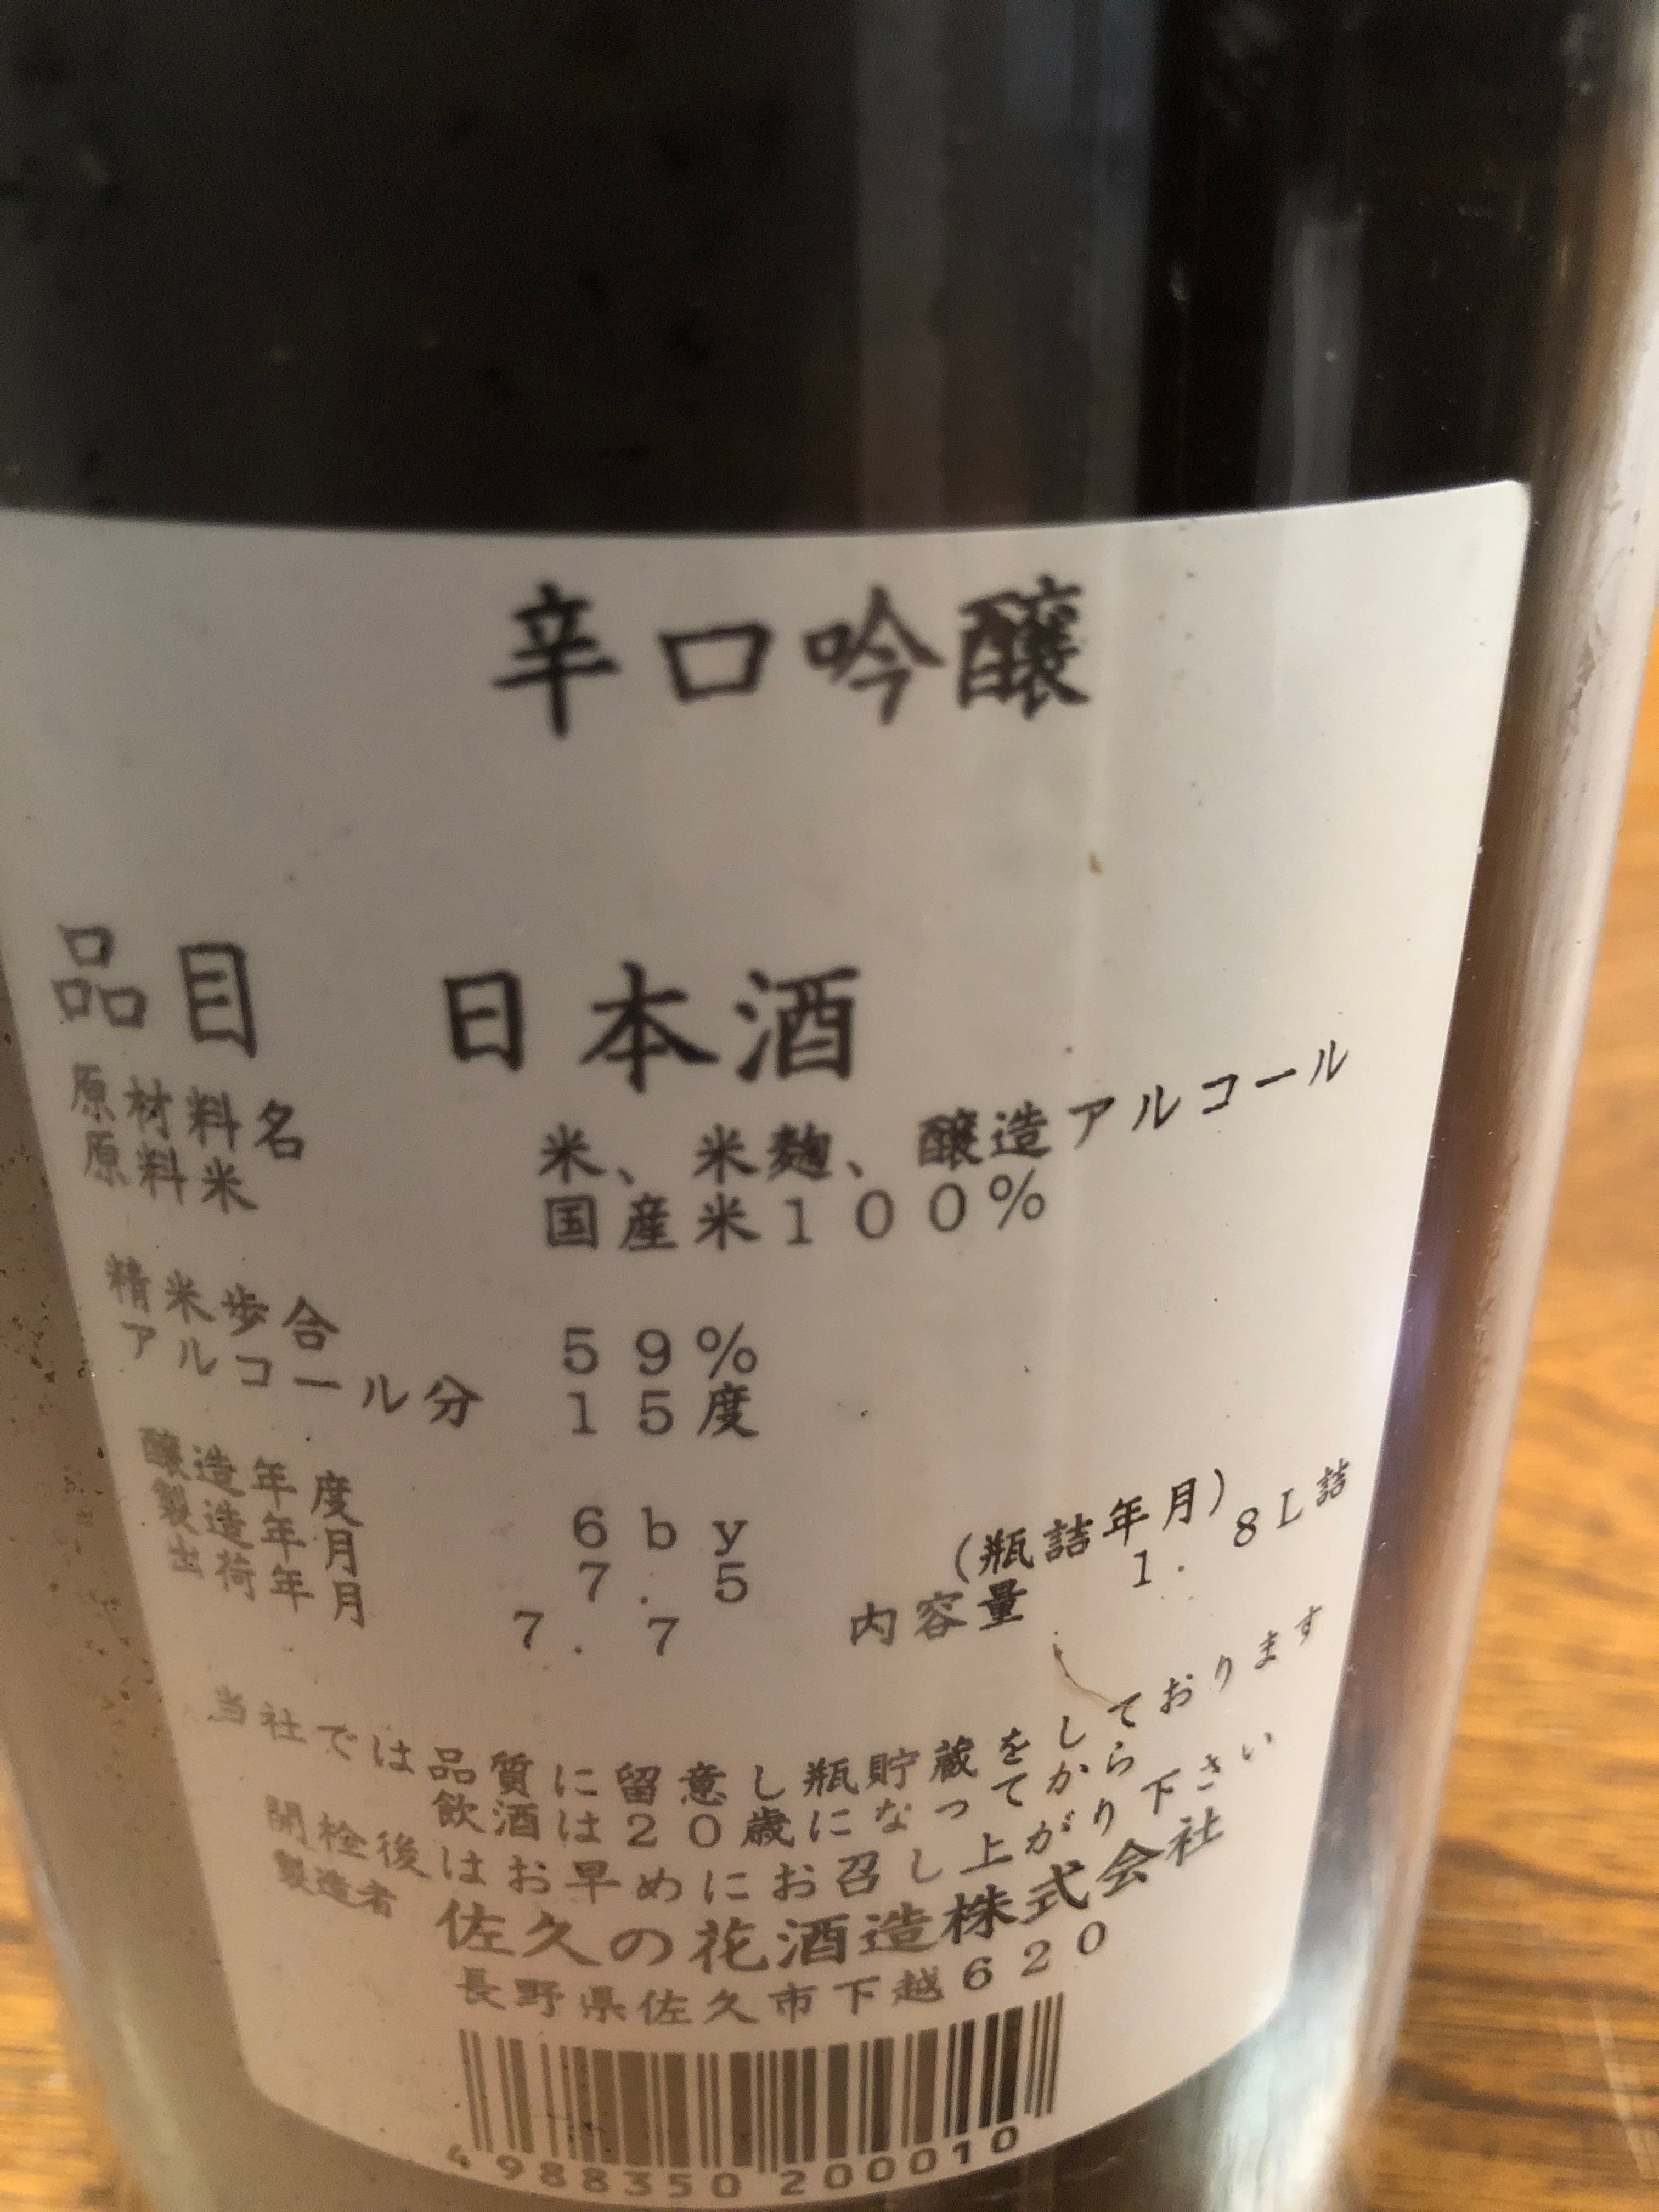 辛口吟醸
品目 日本酒
原材料名 米、米麹、醸造アルコール
原料米 国産米100%
精米歩合 59%
アルコール分 15度
醸造年度 6by
製造年月 7.5 (瓶詰年月)
出荷年月 7.7 内容量 1.8L詰
当社では品質に留意し瓶貯蔵をしております
飲酒は20歳になってから
開栓後はお早めにお召し上がり下さい
製造者 佐久の花酒造株式会社
長野県佐久市下越620
4988350200010